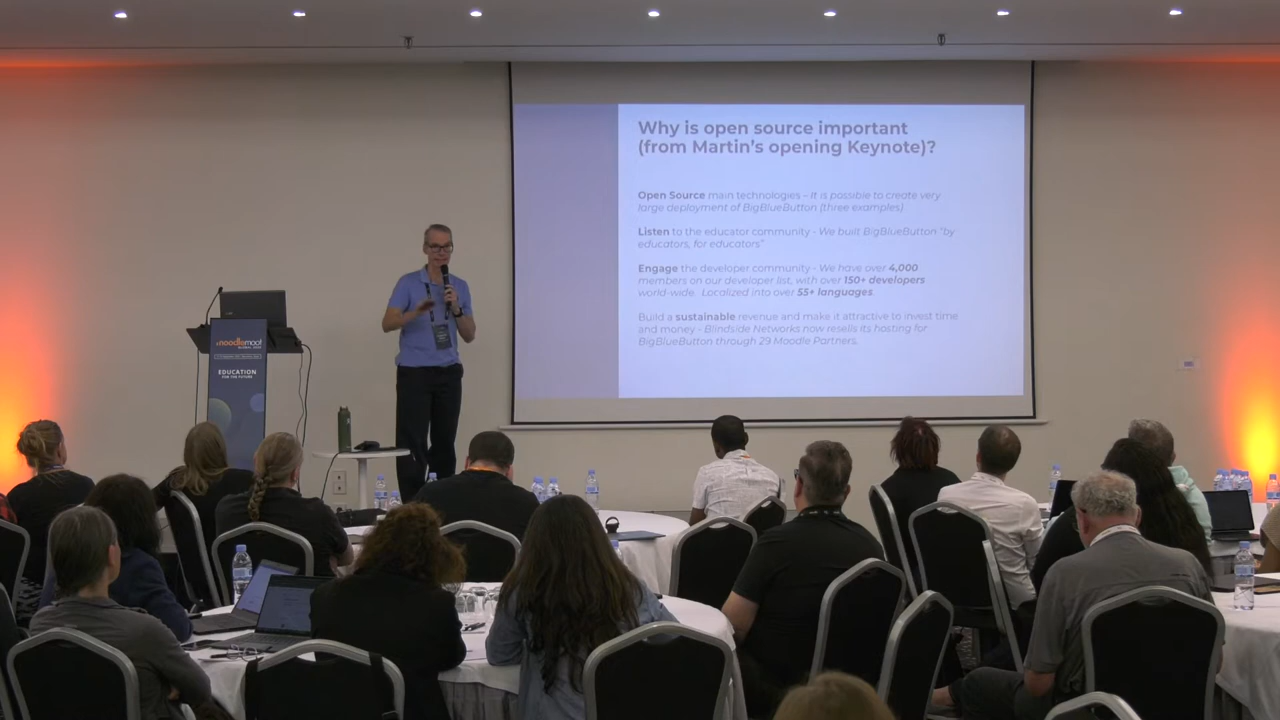 Why is open source important
(from Martin's opening Keynote)?
Open Source main technologies - It is possible to create very
large deployment of BigBlueButton (three examples)
Listen to the educator community - We built BigBlueButton "by
educators, for educators"
Engage the developer community - We have over 4,000
members on our developer list, with over 150+ developers
world-wide. Localized into over 55+ languages.
Build a sustainable revenue and make it attractive to invest time
and money - Blindside Networks now resells its hosting for
BigBlueButton through 29 Moodle Partners.
moodlemoot
EDUCATION
FOR THE FUTURE